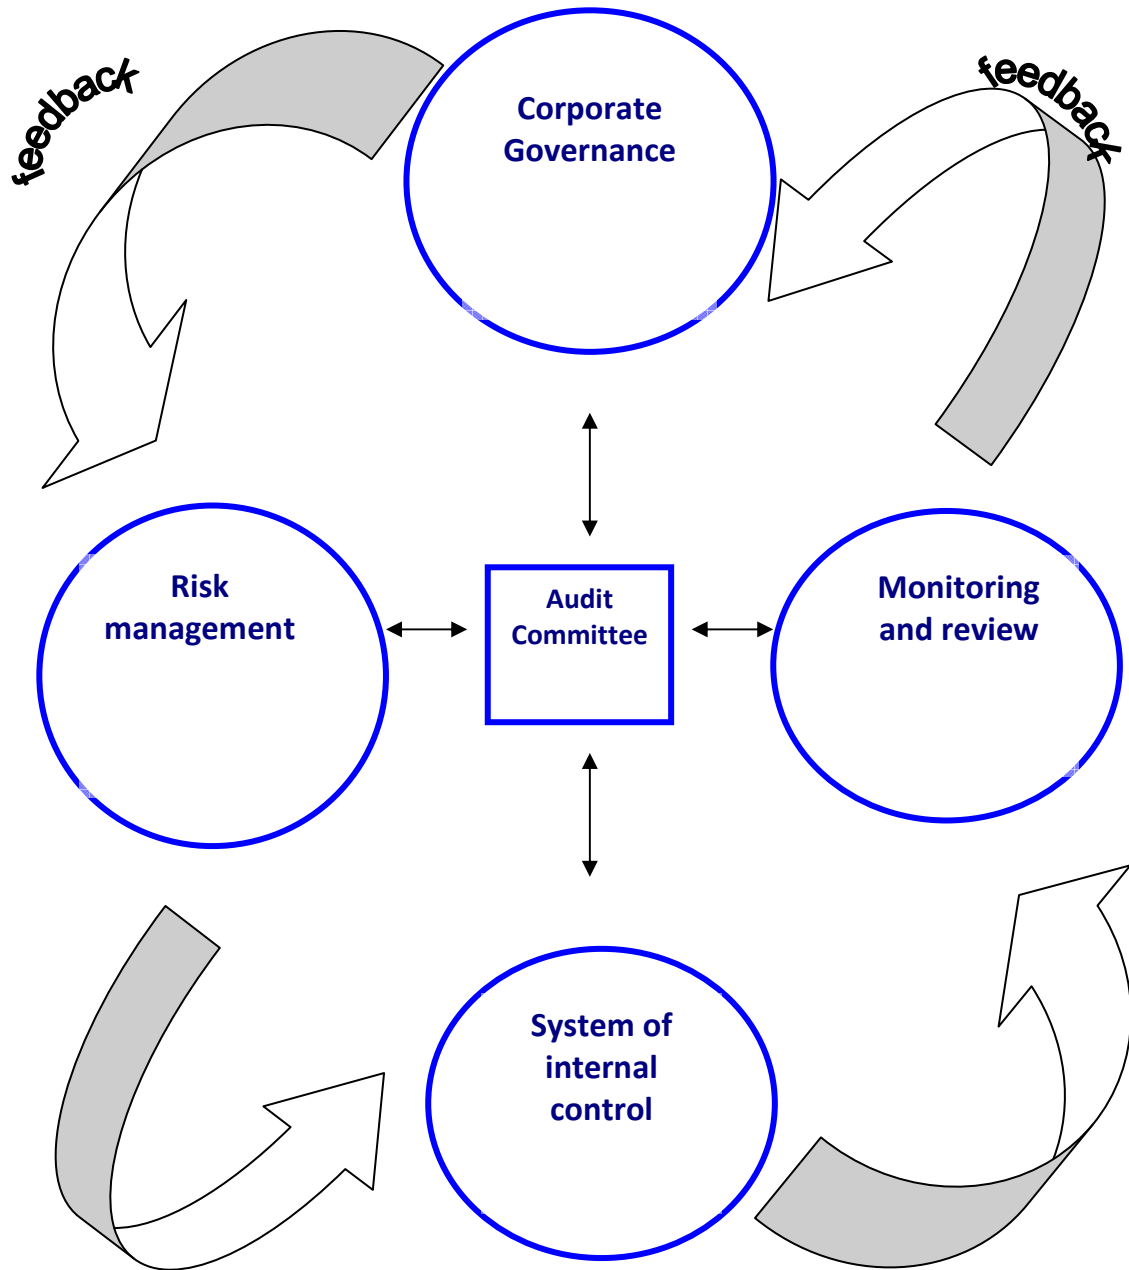 feedback
feedback
Corporate
Governance
Risk
management
Audit
Committee
Monitoring
and review
System of
internal
control